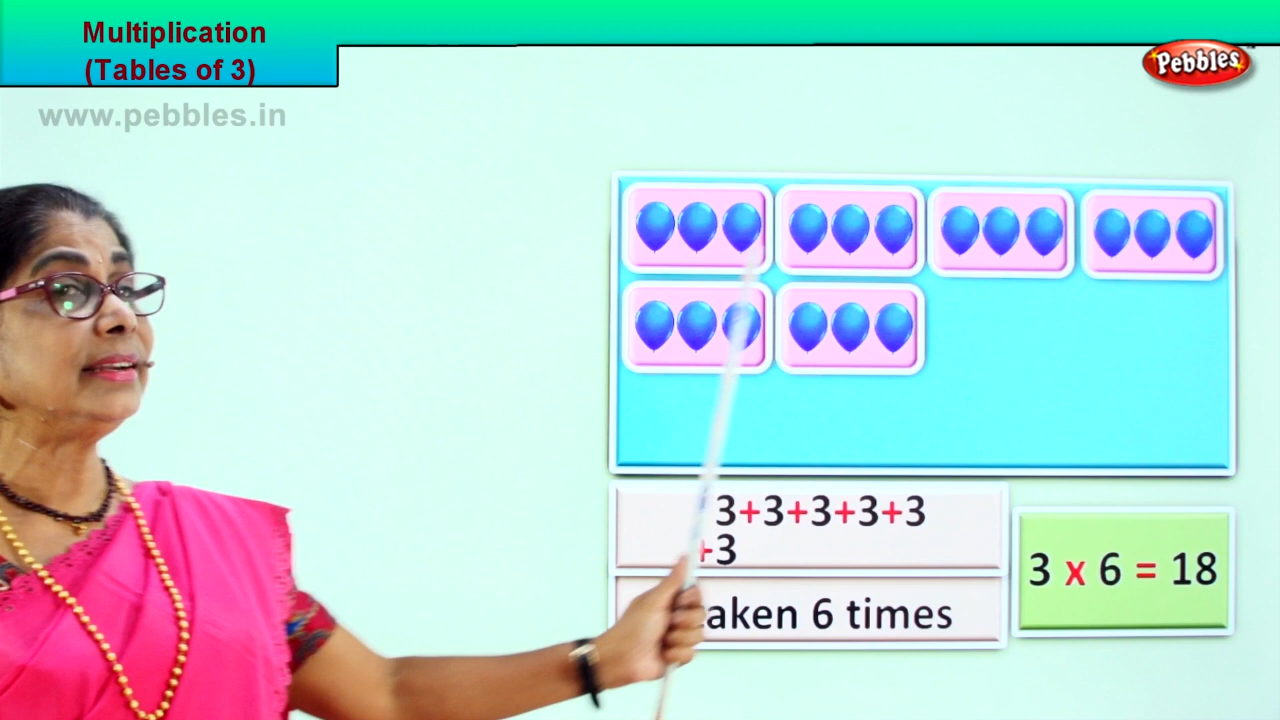 Multiplication
(Tables of 3)
Pebbles
www.pebbles.in
3+3+3+3+3
+3
6 times
3 x 6 = 18